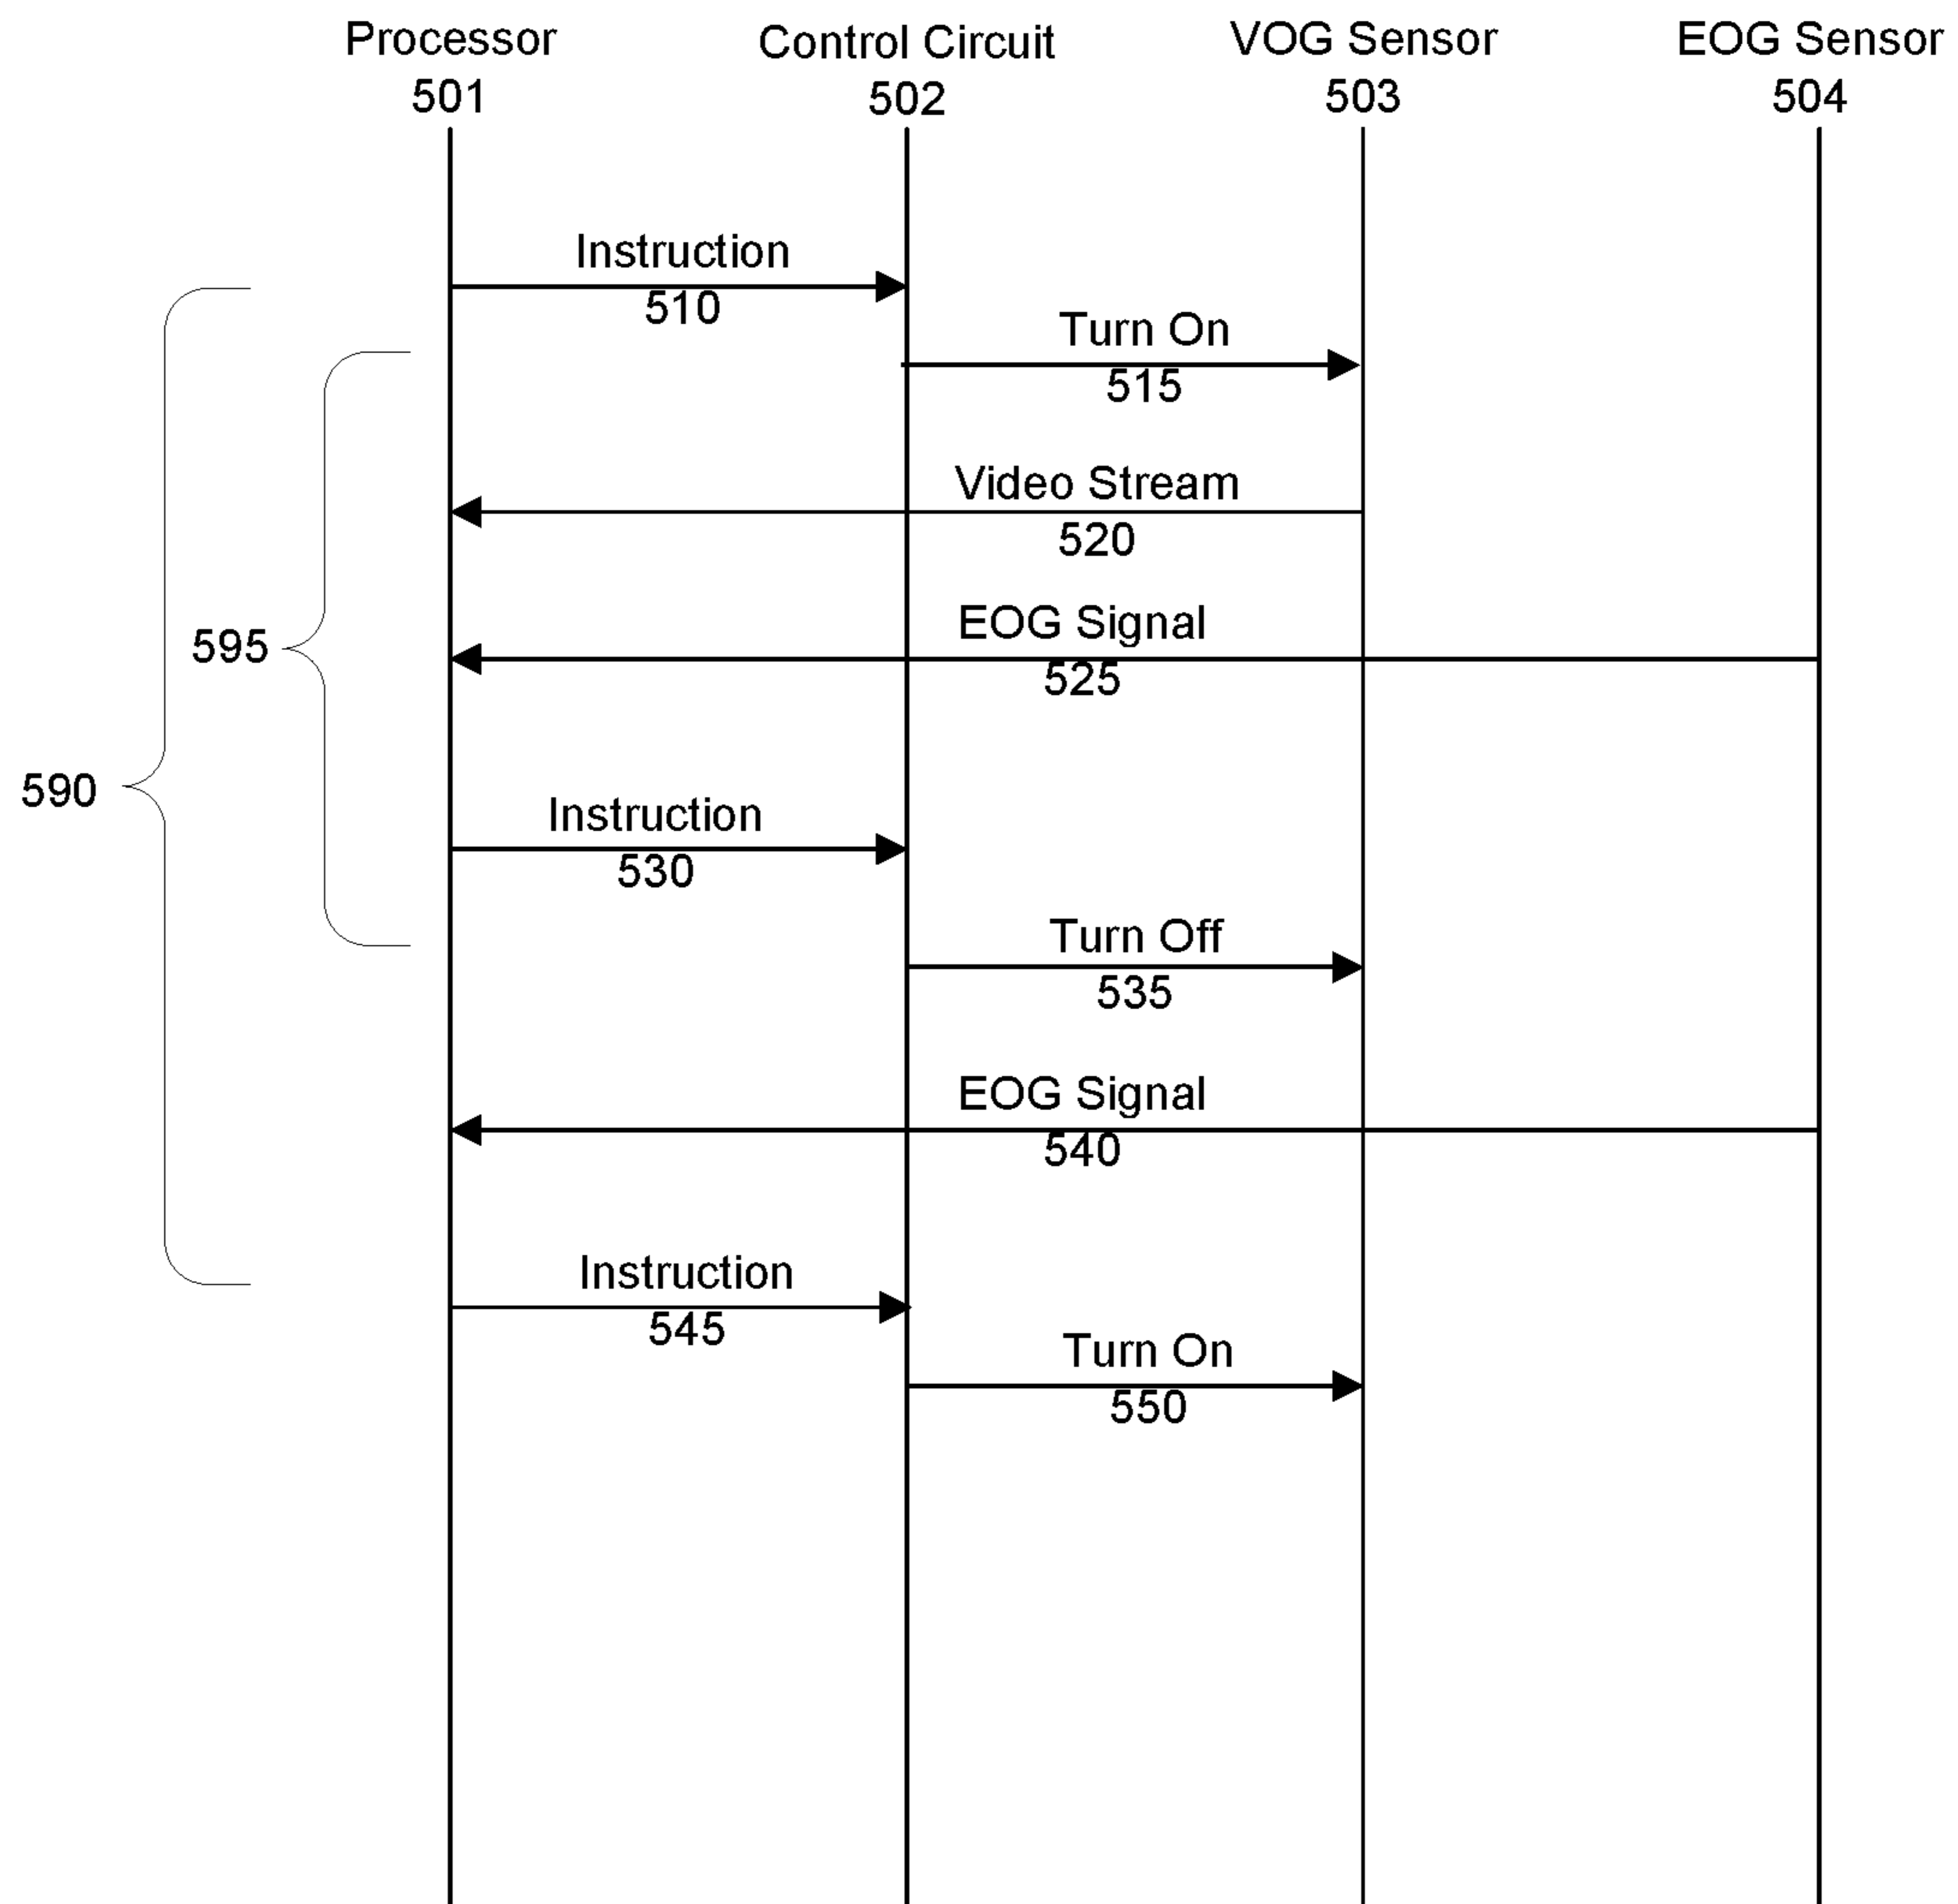 Processor
501
Control Circuit
502
VOG Sensor
503
EOG Sensor
504
Instruction
510
Turn On
515
Video Stream
520
EOG Signal
525
595
590
Instruction
530
Turn Off
535
EOG Signal
540
Instruction
545
Turn On
550